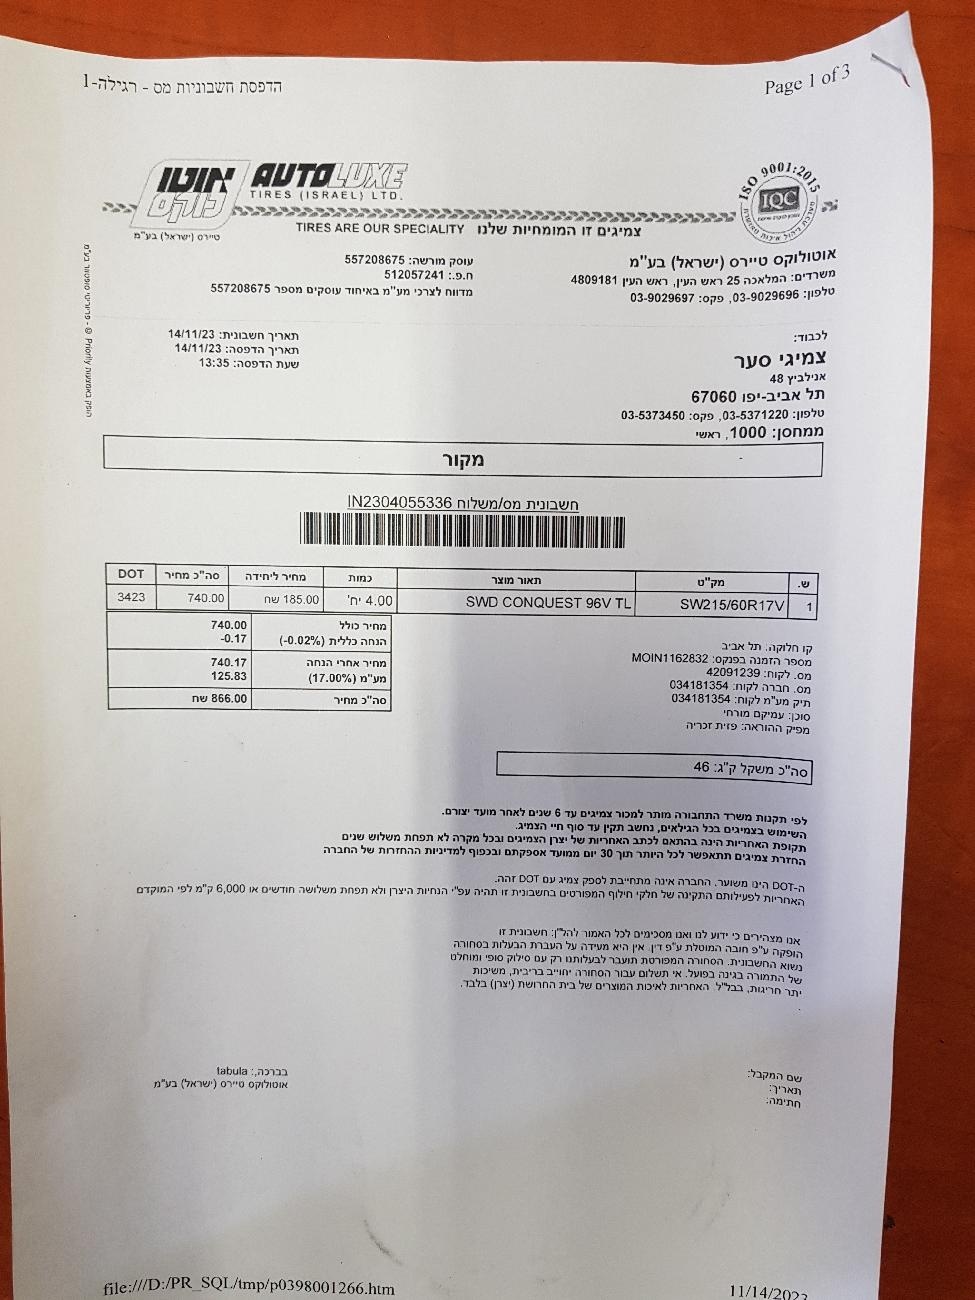 הדפסת חשבוניות מס - רגילה-1
Page 1 of 3
אוטו לוקס
AUTOLUXE
TIRES (ISRAEL) LTD.
טיירס (ישראל) בע"מ
ISO 9001:2015
IQC
צמיגים זו המומחיות שלנו TIRES ARE OUR SPECIALITY
אוטולוקס טיירס (ישראל) בע"מ
משרדים: המלאכה 25 ראש העין, ראש העין 4809181
טלפון: 03-9029696, פקס: 03-9029697
עוסק מורשה: 557208675
ח.פ.: 512057241
מדווח לצרכי מע"מ באיחוד עוסקים מספר 557208675
תאריך חשבונית: 14/11/23
תאריך הדפסה: 14/11/23
שעת הדפסה: 13:35
לכבוד:
צמיגי סער
אנילביץ 48
תל אביב-יפו 67060
טלפון: 03-5371220, פקס: 03-5373450
ממחסן: 1000, ראשי
מקור
חשבונית מס/משלוח IN2304055336
ש. מק"ט תאור מוצר כמות מחיר ליחידה סה"כ מחיר DOT
1 SW215/60R17V SWD CONQUEST 96V TL 4.00 יח' 185.00 שח 740.00 3423
מחיר כולל 740.00
הנחה כללית (-0.02%) -0.17
מחיר אחרי הנחה 740.17
מע"מ (17.00%) 125.83
סה"כ מחיר 866.00 שח
קו חלוקה: תל אביב
מספר הזמנה בפנקס: MOIN1162832
מס. לקוח: 42091239
מס. חברה לקוח: 034181354
תיק מע"מ לקוח: 034181354
סוכן: עמיקם מורחי
מפיק ההוראה: פזית זכריה
סה"כ משקל ק"ג: 46
לפי תקנות משרד התחבורה מותר למכור צמיגים עד 6 שנים לאחר מועד יצורם.
השימוש בצמיגים בכל הגילאים, נחשב תקין עד סוף חיי הצמיג.
תקופת האחריות הינה בהתאם לכתב האחריות של יצרן הצמיגים ובכל מקרה לא תפחת משלוש שנים
החזרת צמיגים תתאפשר לכל היותר תוך 30 יום ממועד אספקתם ובכפוף למדיניות ההחזרות של החברה
ה-DOT הינו משוער. החברה אינה מתחייבת לספק צמיג עם DOT זהה.
האחריות לפעילותם התקינה של חלקי חילוף המפורטים בחשבונית זו תהיה עפ"י הנחיות היצרן ולא תפחת משלושה חודשים או 6,000 ק"מ לפי המוקדם
אנו מצהירים כי ידוע לנו ואנו מסכימים לכל האמור להל"ן: חשבונית זו
הופקה ע"פ חובה המוטלת ע"פ דין. אין היא מעידה על העברת הבעלות בסחורה
נשוא החשבונית. הסחורה המפורטת תועבר לבעלותנו רק עם סילוק סופי ומוחלט
של התמורה בגינה בפועל. אי תשלום עבור הסחורה יחוייב בריבית, משיכות
יתר חריגות, בבל"ל. האחריות לאיכות המוצרים של בית החרושת (יצרן) בלבד.
שם המקבל:
תאריך:
חתימה:
בברכה,: tabula
אוטולוקס טיירס (ישראל) בע"מ
file:///D:/PR_SQL/tmp/p0398001266.htm
11/14/2023